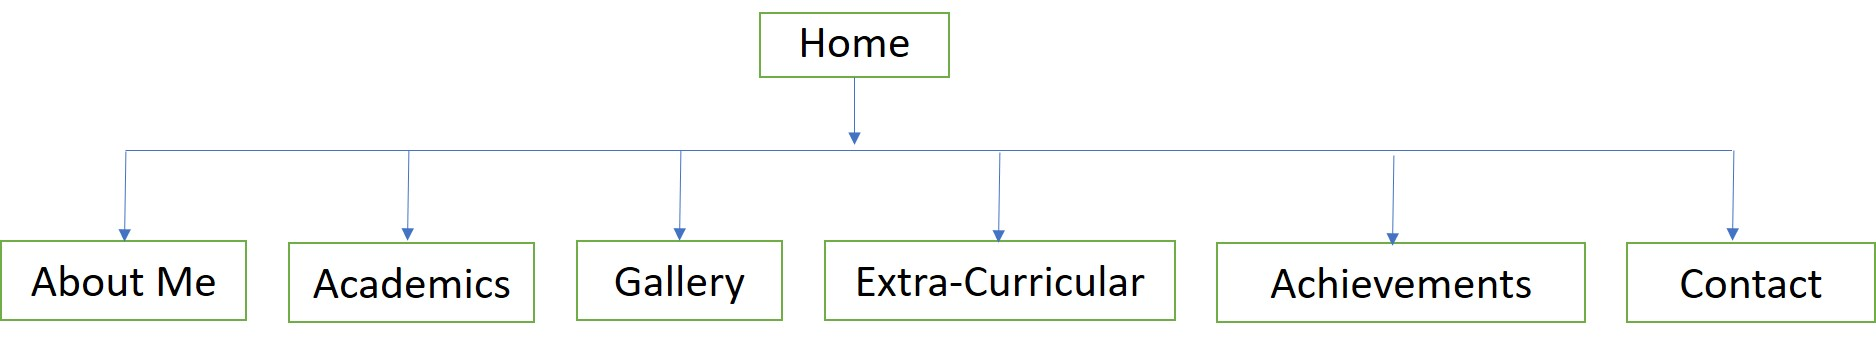 Home
About Me
Academics
Gallery
Extra-Curricular
Achievements
Contact